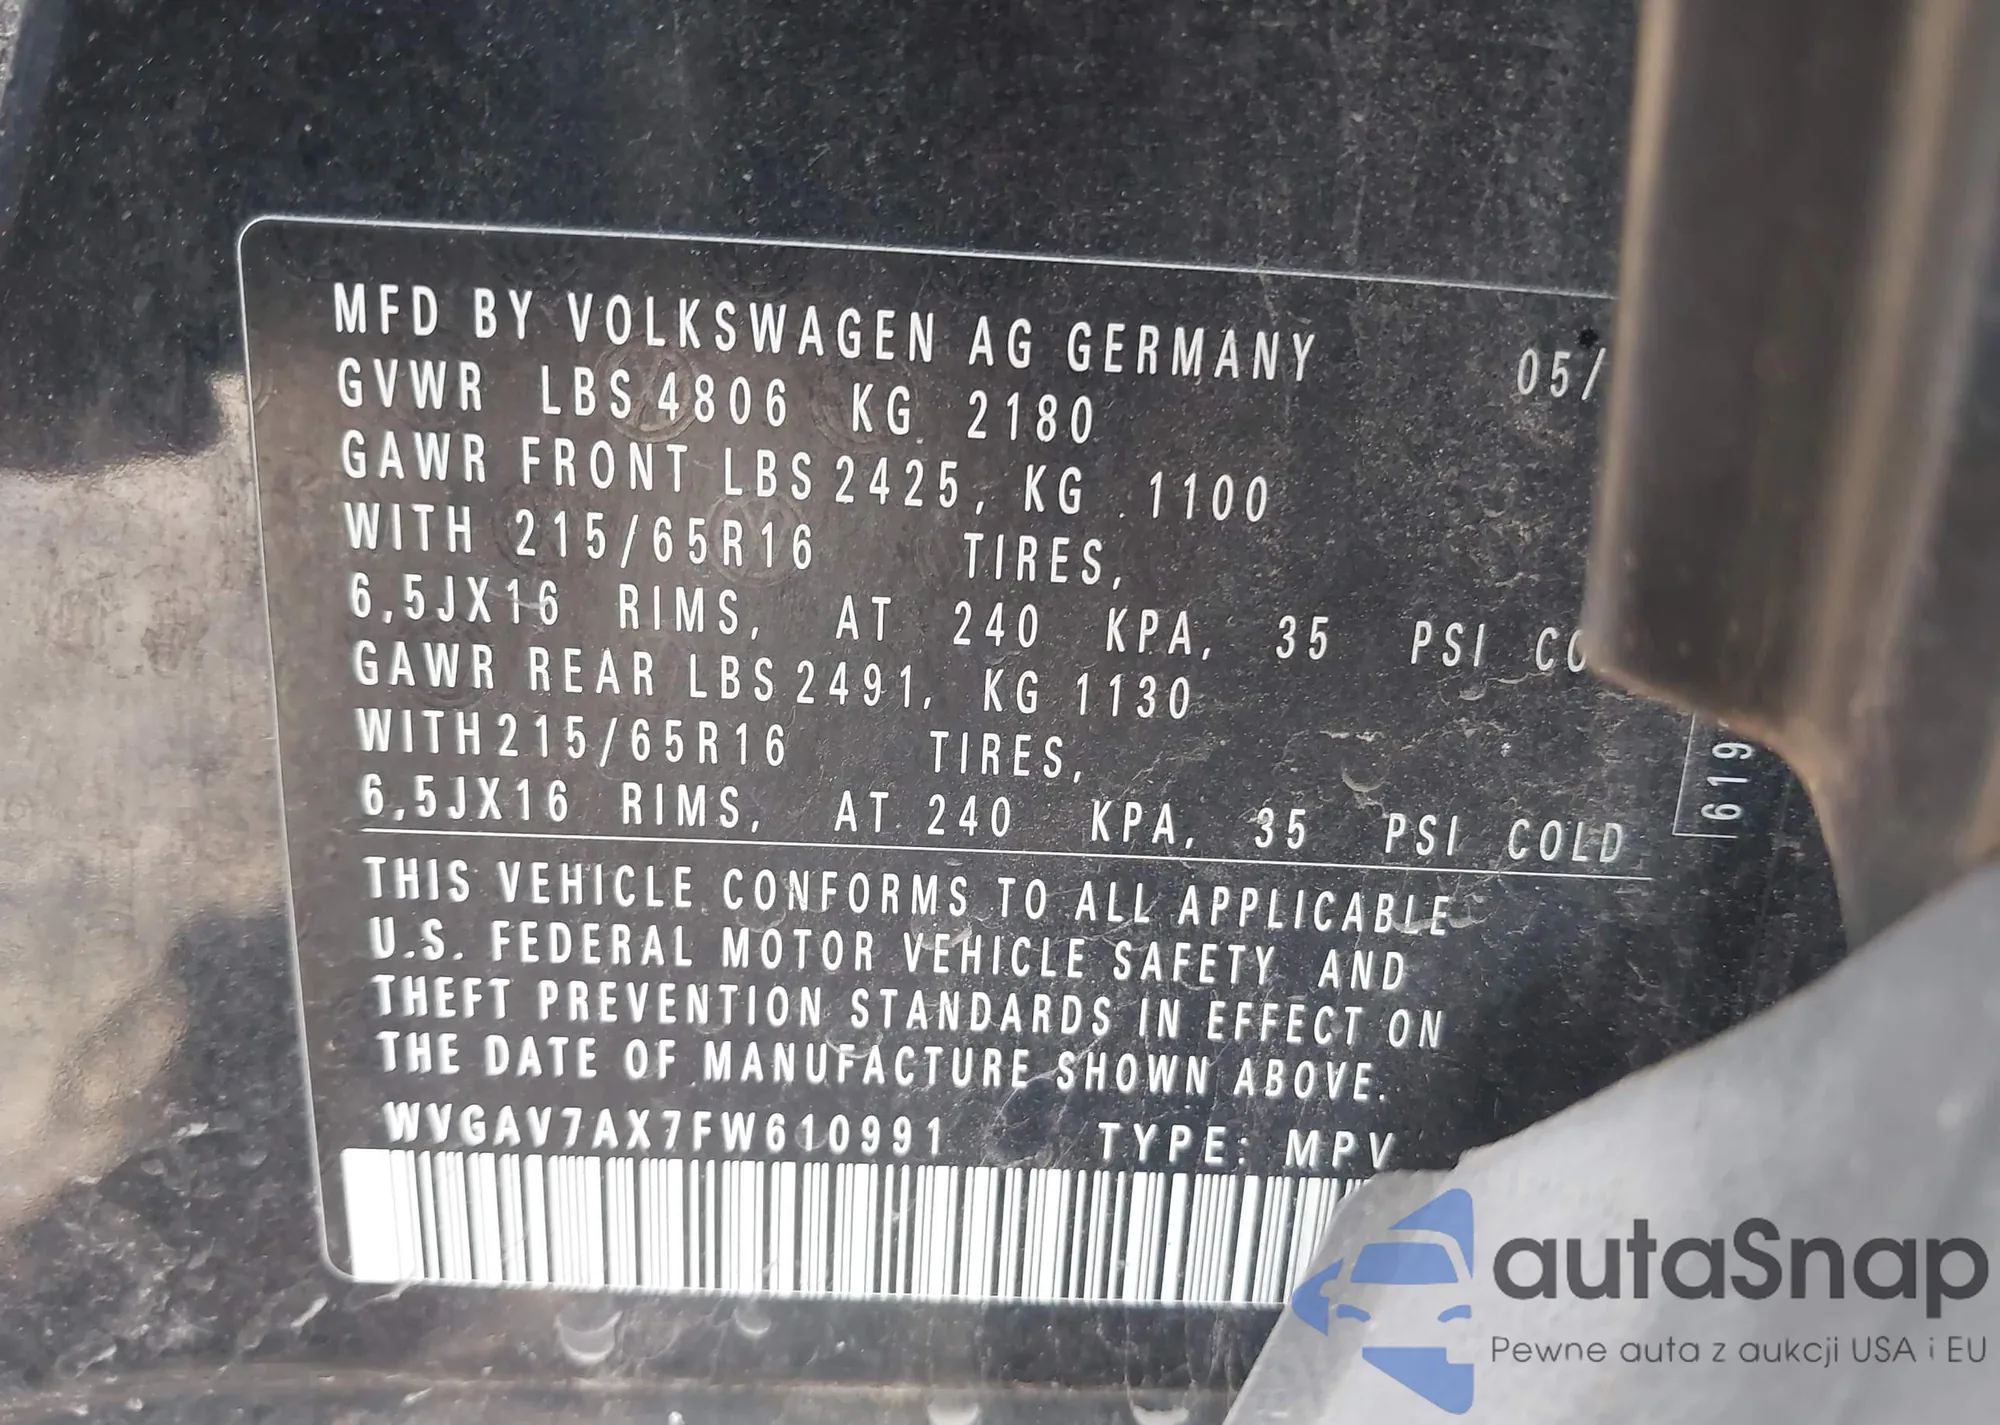 MFD BY VOLKSWAGEN AG GERMANY 05/
GVWR LBS 4806 KG 2180
GAWR FRONT LBS 2425, KG 1100
WITH 215/65R16 TIRES,
6,5JX16 RIMS, AT 240 KPA, 35 PSI CO
GAWR REAR LBS 2491, KG 1130
WITH 215/65R16 TIRES,
6,5JX16 RIMS, AT 240 KPA, 35 PSI COLD
THIS VEHICLE CONFORMS TO ALL APPLICABLE
U.S. FEDERAL MOTOR VEHICLE SAFETY AND
THEFT PREVENTION STANDARDS IN EFFECT ON
THE DATE OF MANUFACTURE SHOWN ABOVE.
WVGAV7AX7FW610991 TYPE: MPV
619
autaSnap
Pewne auta z aukcji USA i EU